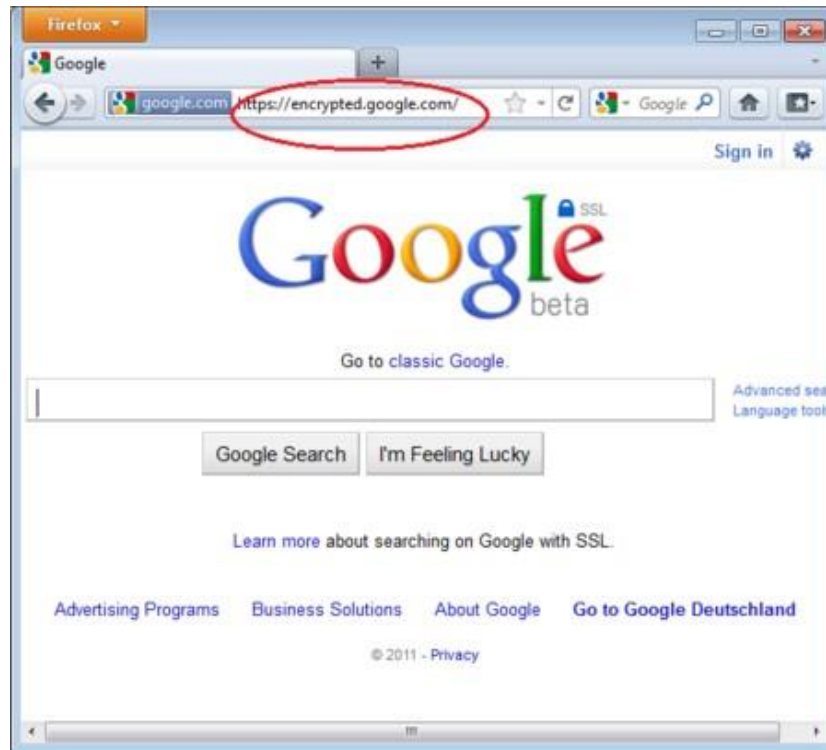 Firefox
Google
google.com https://encrypted.google.com/ Google
Sign in
Google SSL
beta
Go to classic Google.
Advanced sea
Language tool
Google Search I'm Feeling Lucky
Learn more about searching on Google with SSL.
Advertising Programs Business Solutions About Google Go to Google Deutschland
© 2011 - Privacy